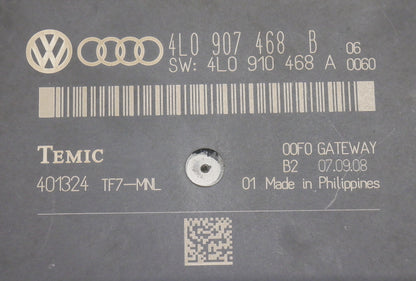 4L0 907 468 B 06
SW: 4L0 910 468 A 0060
TEMIC
00F0 GATEWAY
B2 07.09.08
401324 TF7-MNL
01 Made in Philippines